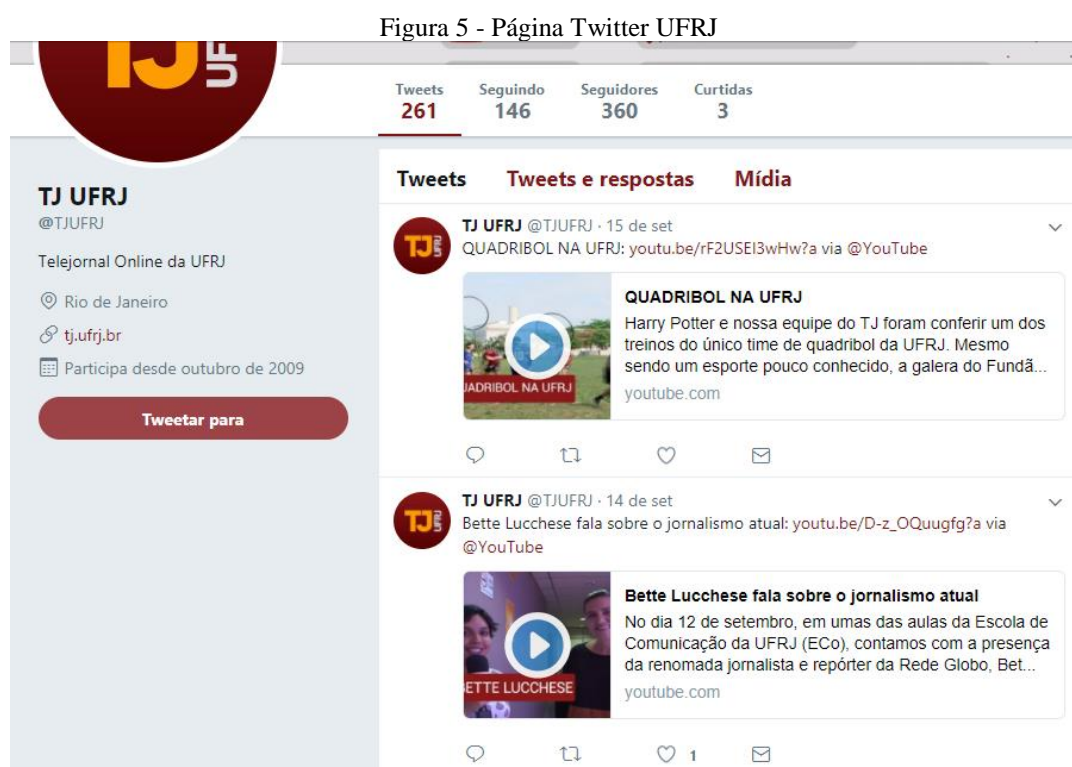 Figura 5 - Página Twitter UFRJ
TJ UFRJ
Tweets Seguindo Seguidores Curtidas
261 146 360 3
TJ UFRJ
@TJUFRJ
Telejornal Online da UFRJ
Rio de Janeiro
tj.ufrj.br
Participa desde outubro de 2009
Tweetar para
Tweets Tweets e respostas Mídia
TJ UFRJ
TJ UFRJ @TJUFRJ · 15 de set
QUADRIBOL NA UFRJ: youtu.be/rF2USEI3wHw?a via @YouTube
UADRIBOL NA UFRJ
QUADRIBOL NA UFRJ
Harry Potter e nossa equipe do TJ foram conferir um dos
treinos do único time de quadribol da UFRJ. Mesmo
sendo um esporte pouco conhecido, a galera do Fundã...
youtube.com
TJ UFRJ
TJ UFRJ @TJUFRJ · 14 de set
Bette Lucchese fala sobre o jornalismo atual: youtu.be/D-z_OQuugfg?a via
@YouTube
BETTE LUCCHESE
Bette Lucchese fala sobre o jornalismo atual
No dia 12 de setembro, em umas das aulas da Escola de
Comunicação da UFRJ (ECo), contamos com a presença
da renomada jornalista e repórter da Rede Globo, Bet...
youtube.com
1